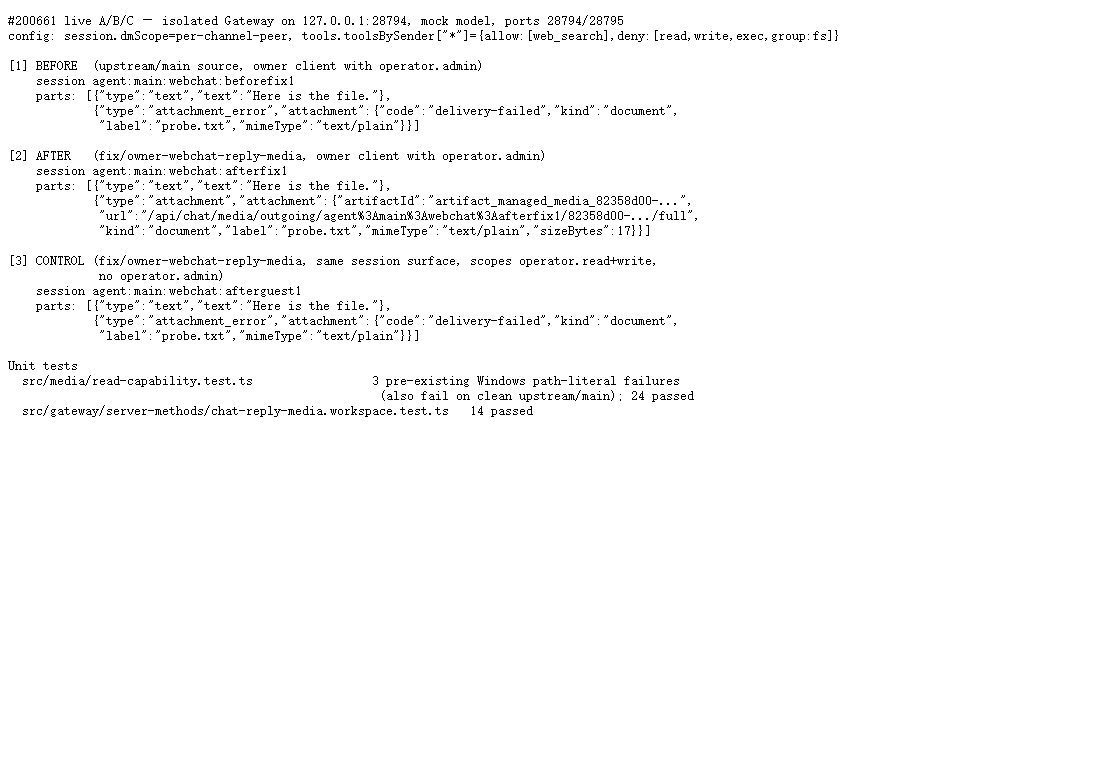 #200661 live A/B/C — isolated Gateway on 127.0.0.1:28794, mock model, ports 28794/28795
config: session.dmScope=per-channel-peer, tools.toolsBySender["*"]={allow:[web_search],deny:[read,write,exec,group:fs]}
[1] BEFORE (upstream/main source, owner client with operator.admin)
session agent:main:webchat:beforefix1
parts: [{"type":"text","text":"Here is the file."},
{"type":"attachment_error","attachment":{"code":"delivery-failed","kind":"document",
"label":"probe.txt","mimeType":"text/plain"}}]
[2] AFTER (fix/owner-webchat-reply-media, owner client with operator.admin)
session agent:main:webchat:afterfix1
parts: [{"type":"text","text":"Here is the file."},
{"type":"attachment","attachment":{"artifactId":"artifact_managed_media_82358d00-...",
"url":"/api/chat/media/outgoing/agent%3Amain%3Awebchat%3Aafterfix1/82358d00-.../full",
"kind":"document","label":"probe.txt","mimeType":"text/plain","sizeBytes":17}}]
[3] CONTROL (fix/owner-webchat-reply-media, same session surface, scopes operator.read+write,
no operator.admin)
session agent:main:webchat:afterguest1
parts: [{"type":"text","text":"Here is the file."},
{"type":"attachment_error","attachment":{"code":"delivery-failed","kind":"document",
"label":"probe.txt","mimeType":"text/plain"}}]
Unit tests
src/media/read-capability.test.ts 3 pre-existing Windows path-literal failures
(also fail on clean upstream/main); 24 passed
src/gateway/server-methods/chat-reply-media.workspace.test.ts 14 passed